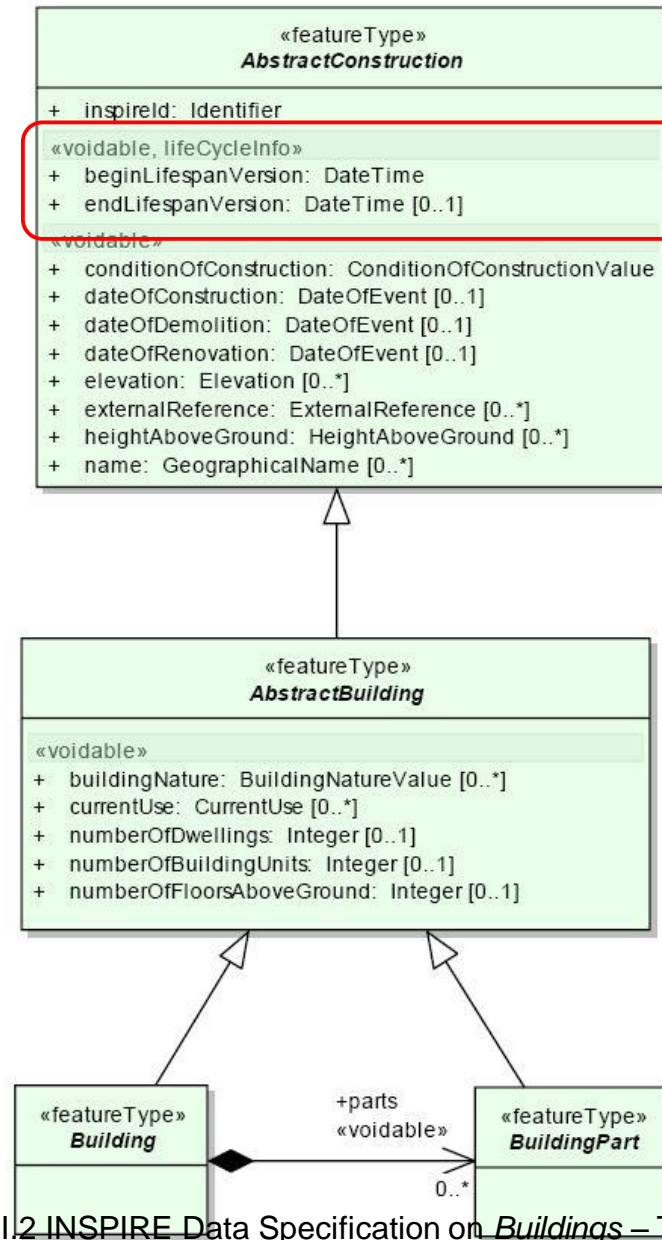 «featureType»
AbstractConstruction
+ inspireId: Identifier
«voidable, lifeCycleInfo»
+ beginLifespanVersion: DateTime
+ endLifespanVersion: DateTime [0..1]
«voidable»
+ conditionOfConstruction: ConditionOfConstructionValue
+ dateOfConstruction: DateOfEvent [0..1]
+ dateOfDemolition: DateOfEvent [0..1]
+ dateOfRenovation: DateOfEvent [0..1]
+ elevation: Elevation [0..*]
+ externalReference: ExternalReference [0..*]
+ heightAboveGround: HeightAboveGround [0..*]
+ name: GeographicalName [0..*]
«featureType»
AbstractBuilding
«voidable»
+ buildingNature: BuildingNatureValue [0..*]
+ currentUse: CurrentUse [0..*]
+ numberOfDwellings: Integer [0..1]
+ numberOfBuildingUnits: Integer [0..1]
+ numberOfFloorsAboveGround: Integer [0..1]
«featureType»
Building
+parts
«voidable»
0..*
«featureType»
BuildingPart
I.2 INSPIRE Data Specification on Buildings –